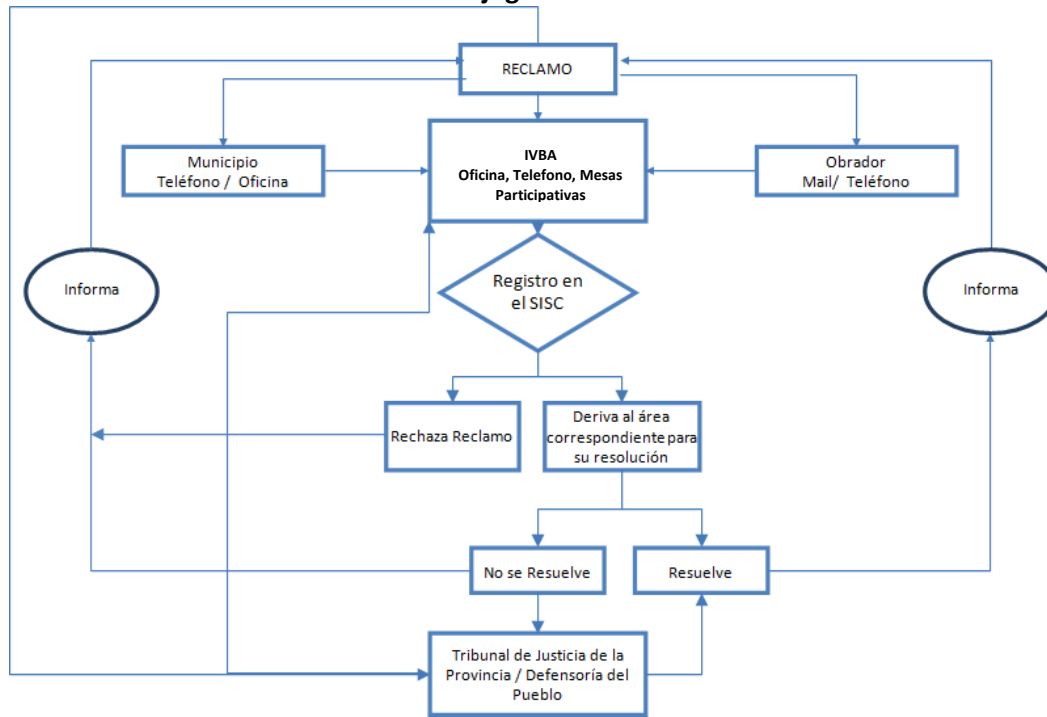 RECLAMO
Municipio
Teléfono / Oficina
IVBA
Oficina, Telefono, Mesas
Participativas
Obrador
Mail/ Teléfono
Informa
Registro en
el SISC
Informa
Rechaza Reclamo
Deriva al área
correspondiente para
su resolución
No se Resuelve
Resuelve
Tribunal de Justicia de la
Provincia / Defensoría del
Pueblo